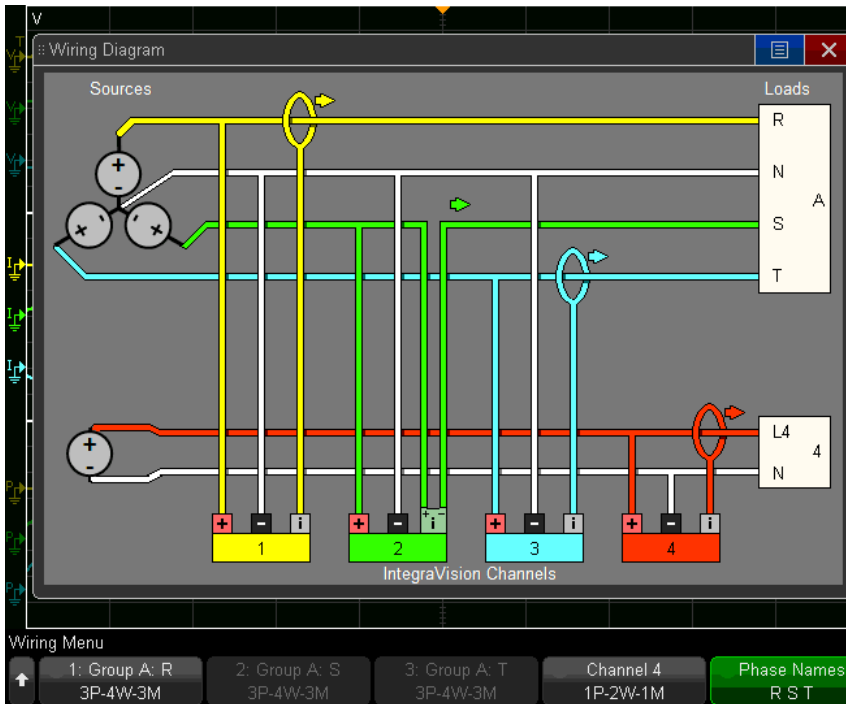 V
Wiring Diagram
Sources
Loads
R
N
A
S
T
L4
4
N
+ - i + - + i - + - i + - i
1 2 3 4
IntegraVision Channels
Wiring Menu
1: Group A: R 2: Group A: S 3: Group A: T Channel 4 Phase Names
3P-4W-3M 3P-4W-3M 3P-4W-3M 1P-2W-1M R S T